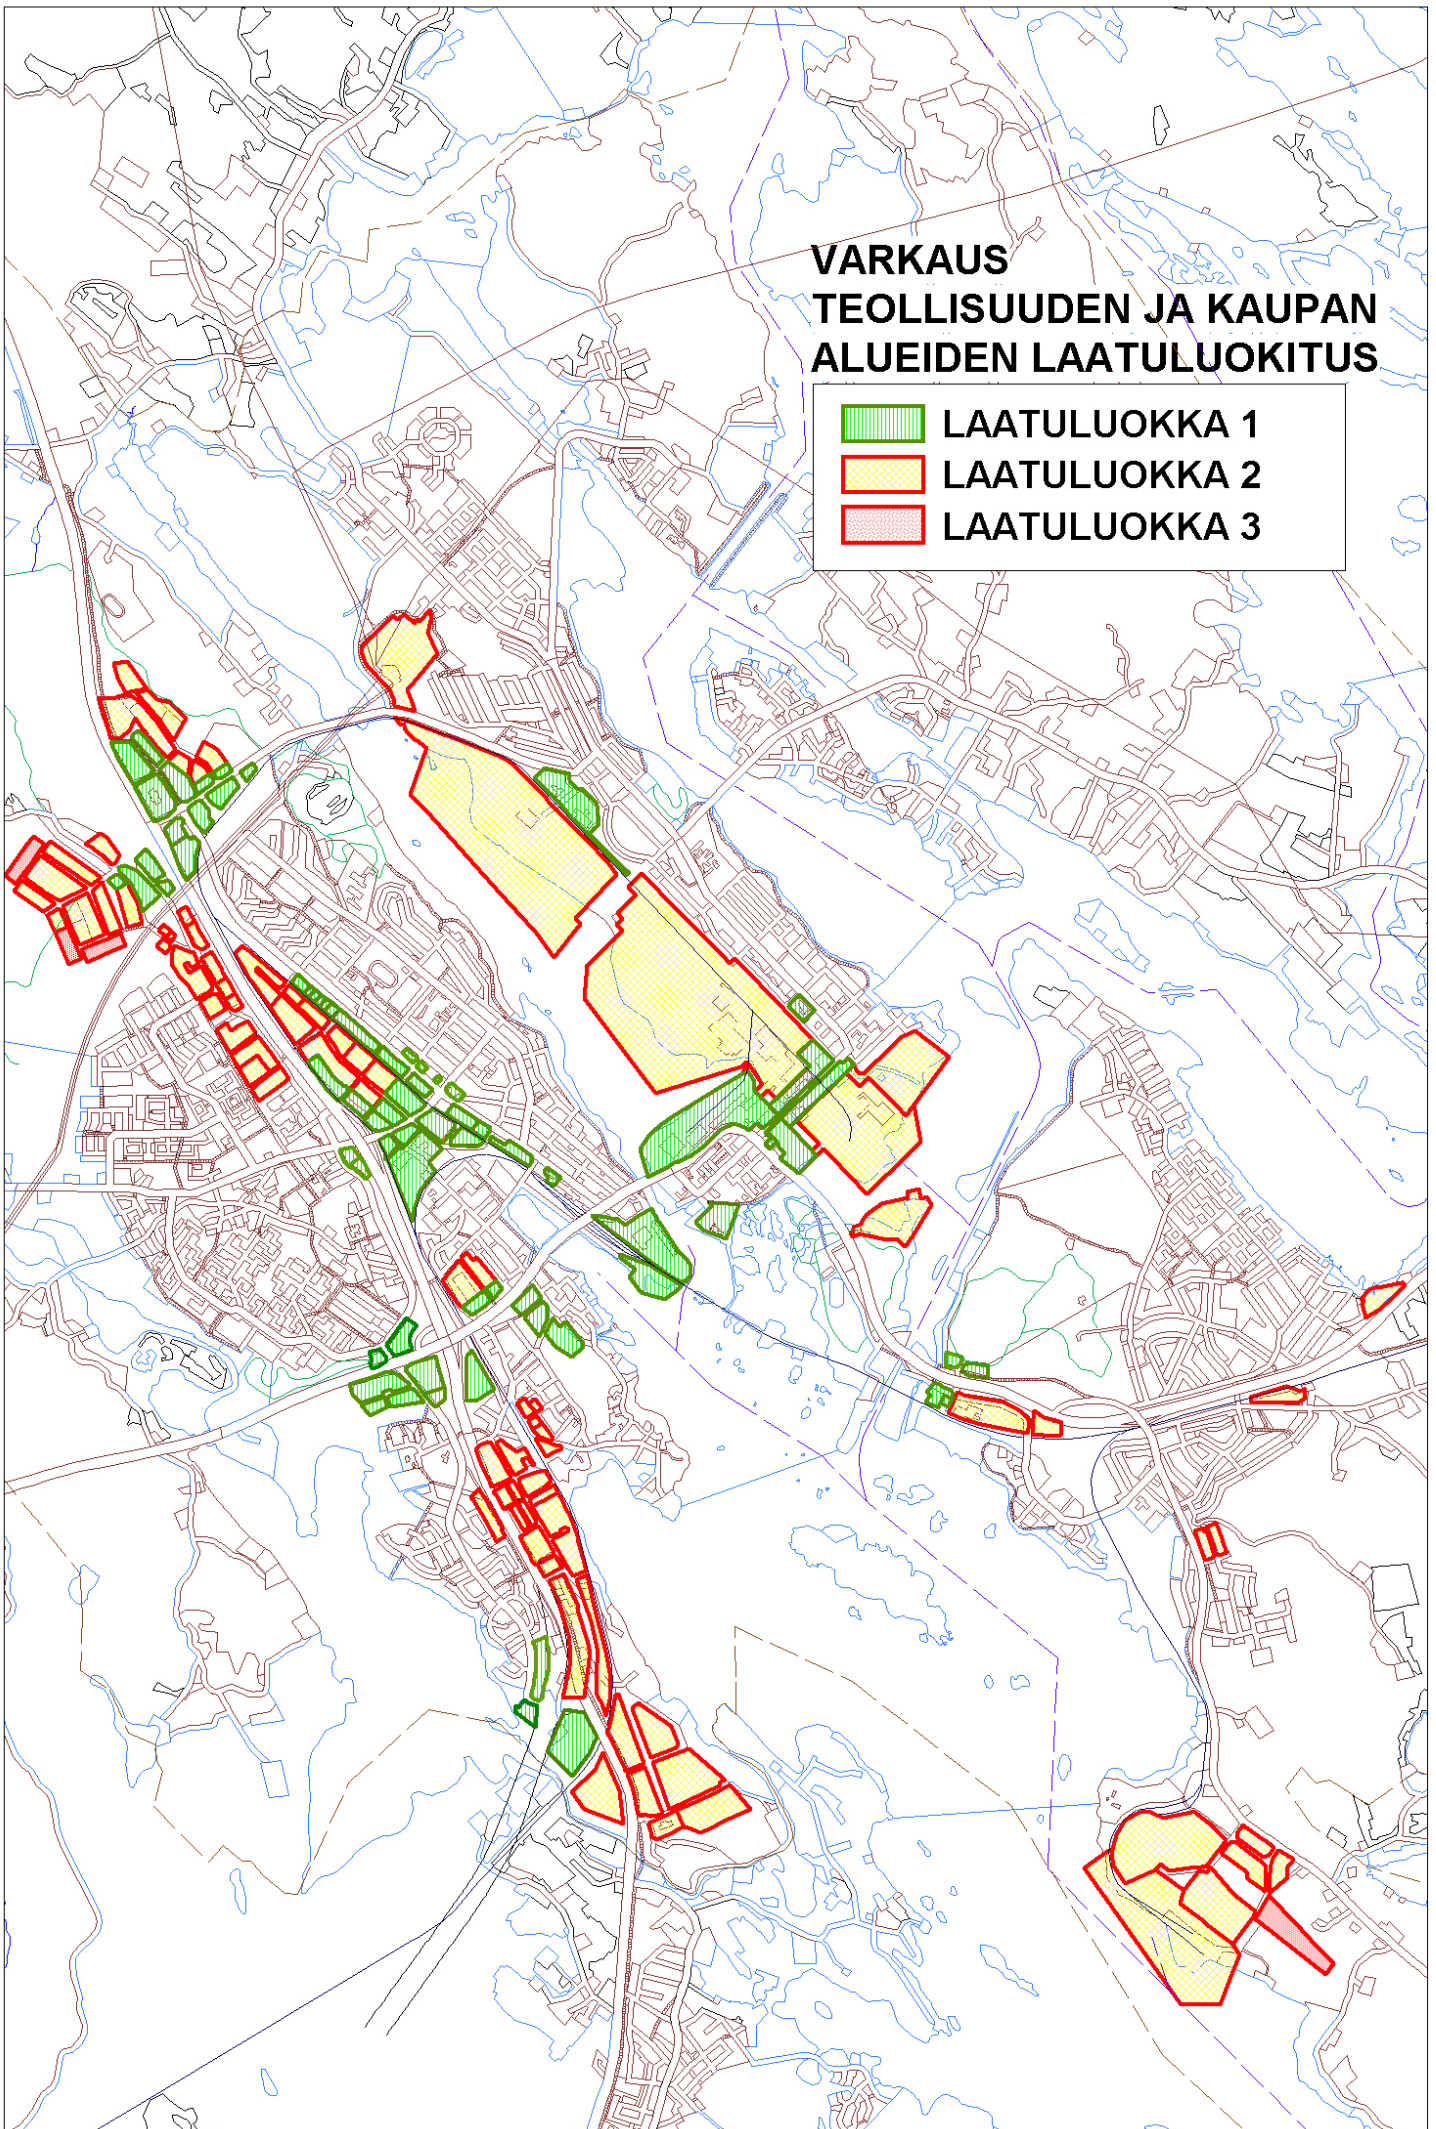 VARKAUS
TEOLLISUUDEN JA KAUPAN
ALUEIDEN LAATULUOKITUS
LAATULUOKKA 1
LAATULUOKKA 2
LAATULUOKKA 3